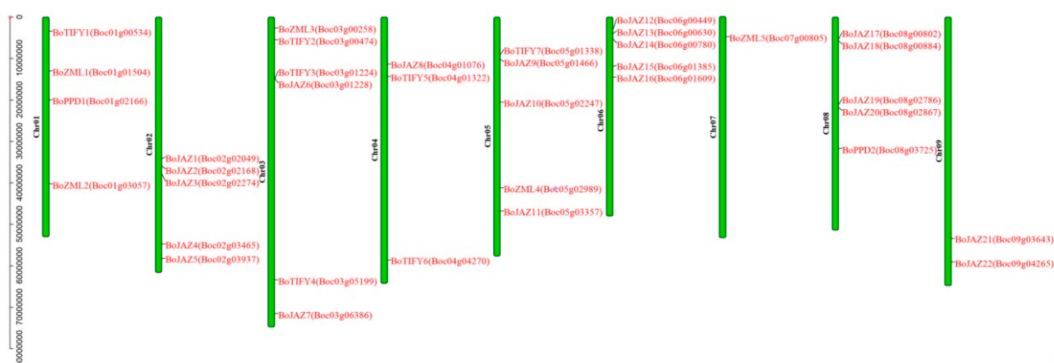 0
10000000
20000000
30000000
40000000
50000000
60000000
70000000
Chr01
BoTIFY1(Boc01g00534)
BoZML1(Boc01g01504)
BoPPD1(Boc01g02166)
BoZML2(Boc01g03057)
Chr02
BoJAZ1(Boc02g02049)
BoJAZ2(Boc02g02168)
BoJAZ3(Boc02g02274)
BoJAZ4(Boc02g03465)
BoJAZ5(Boc02g03937)
Chr03
BoZML3(Boc03g00258)
BoTIFY2(Boc03g00474)
BoTIFY3(Boc03g01224)
BoJAZ6(Boc03g01228)
BoTIFY4(Boc03g05199)
BoJAZ7(Boc03g06386)
Chr04
BoJAZ8(Boc04g01076)
BoTIFY5(Boc04g01322)
BoTIFY6(Boc04g04270)
Chr05
BoTIFY7(Boc05g01338)
BoJAZ9(Boc05g01466)
BoJAZ10(Boc05g02247)
BoZML4(Boc05g02989)
BoJAZ11(Boc05g03357)
Chr06
BoJAZ12(Boc06g00449)
BoJAZ13(Boc06g00630)
BoJAZ14(Boc06g00780)
BoJAZ15(Boc06g01385)
BoJAZ16(Boc06g01609)
Chr07
BoZML5(Boc07g00805)
Chr08
BoJAZ17(Boc08g00802)
BoJAZ18(Boc08g00884)
BoJAZ19(Boc08g02786)
BoJAZ20(Boc08g02867)
BoPPD2(Boc08g03725)
Chr09
BoJAZ21(Boc09g03643)
BoJAZ22(Boc09g04265)